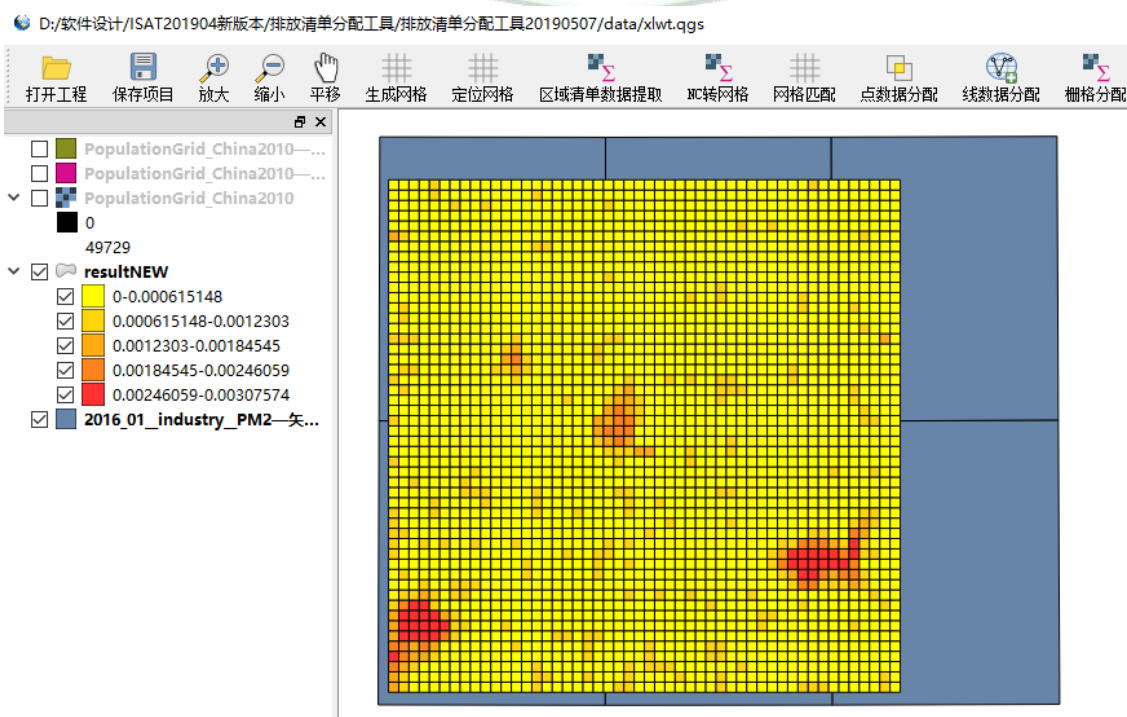 D:/软件设计/ISAT201904新版本/排放清单分配工具/排放清单分配工具20190507/data/xlwt.qgs
打开工程 保存项目 放大 缩小 平移 生成网格 定位网格 区域清单数据提取 NC转网格 网格匹配 点数据分配 线数据分配 栅格分配
PopulationGrid_China2010—...
PopulationGrid_China2010—...
PopulationGrid_China2010
0
49729
resultNEW
0-0.000615148
0.000615148-0.0012303
0.0012303-0.00184545
0.00184545-0.00246059
0.00246059-0.00307574
2016_01__industry__PM2—矢...